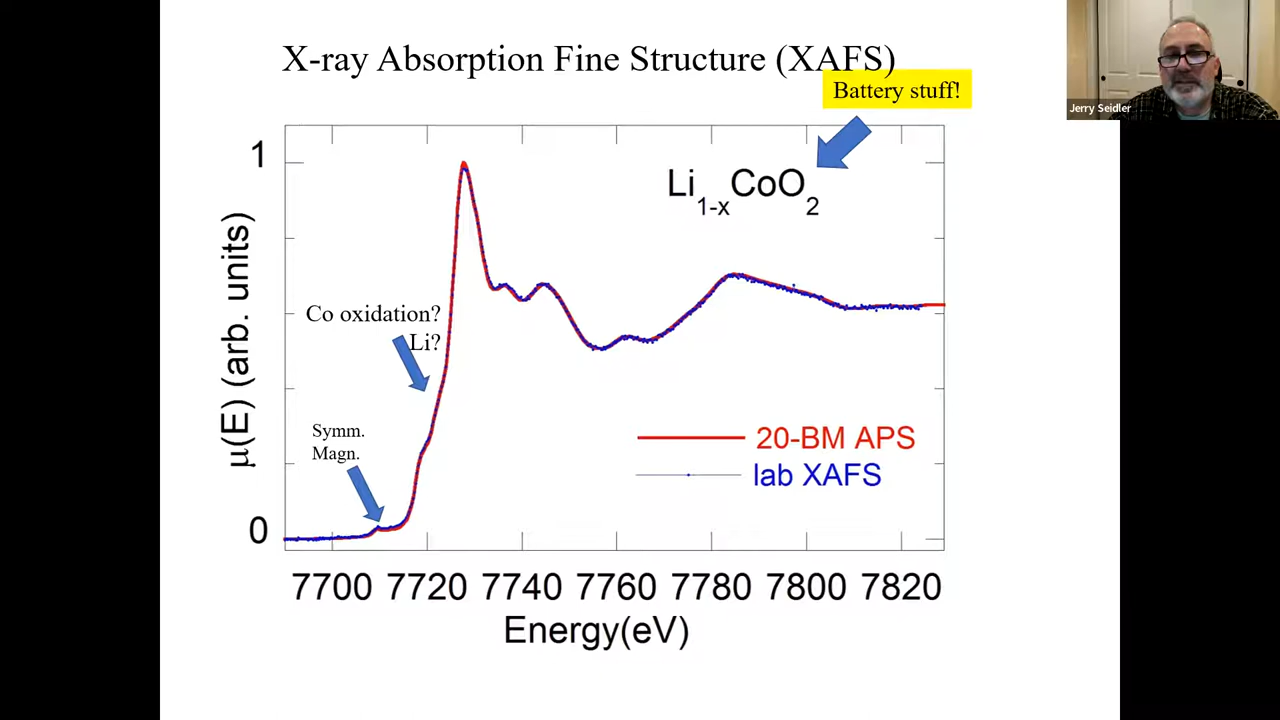 X-ray Absorption Fine Structure (XAFS)
Battery stuff!
Jerry Seidler
Li1-xCoO2
1
μ(E) (arb. units)
Co oxidation?
Li?
Symm.
Magn.
20-BM APS
lab XAFS
0
7700 7720 7740 7760 7780 7800 7820
Energy(eV)